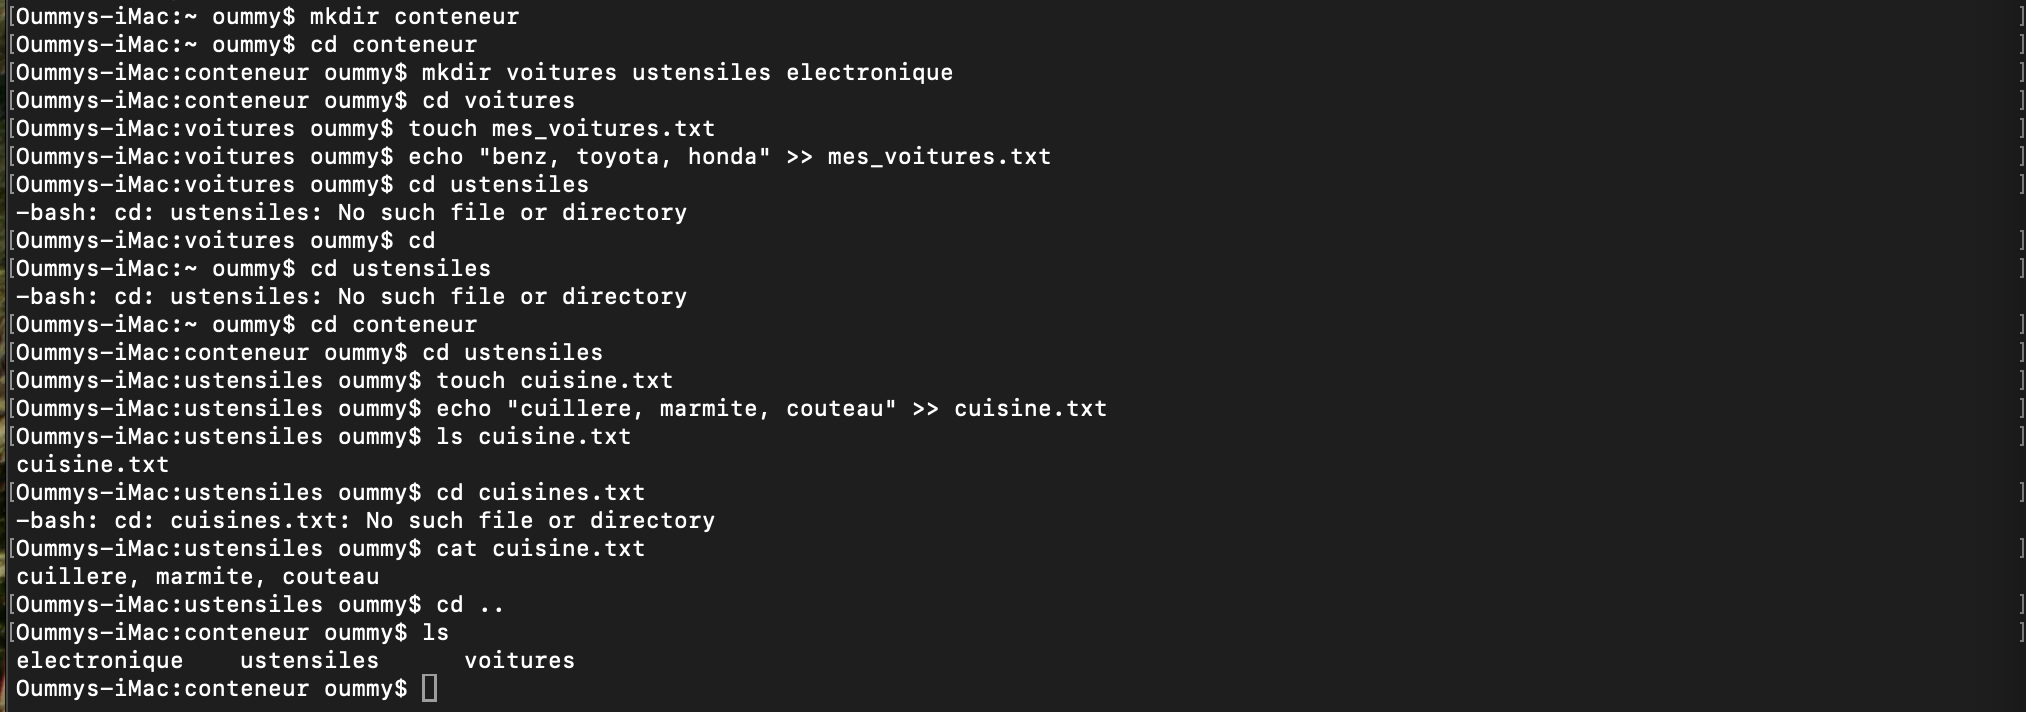 [Oummys-iMac:~ oummy$ mkdir conteneur ]
[Oummys-iMac:~ oummy$ cd conteneur ]
[Oummys-iMac:conteneur oummy$ mkdir voitures ustensiles electronique ]
[Oummys-iMac:conteneur oummy$ cd voitures ]
[Oummys-iMac:voitures oummy$ touch mes_voitures.txt ]
[Oummys-iMac:voitures oummy$ echo "benz, toyota, honda" >> mes_voitures.txt ]
[Oummys-iMac:voitures oummy$ cd ustensiles ]
-bash: cd: ustensiles: No such file or directory
[Oummys-iMac:voitures oummy$ cd ]
[Oummys-iMac:~ oummy$ cd ustensiles ]
-bash: cd: ustensiles: No such file or directory
[Oummys-iMac:~ oummy$ cd conteneur ]
[Oummys-iMac:conteneur oummy$ cd ustensiles ]
[Oummys-iMac:ustensiles oummy$ touch cuisine.txt ]
[Oummys-iMac:ustensiles oummy$ echo "cuillere, marmite, couteau" >> cuisine.txt ]
[Oummys-iMac:ustensiles oummy$ ls cuisine.txt ]
cuisine.txt
[Oummys-iMac:ustensiles oummy$ cd cuisines.txt ]
-bash: cd: cuisines.txt: No such file or directory
[Oummys-iMac:ustensiles oummy$ cat cuisine.txt ]
cuillere, marmite, couteau
[Oummys-iMac:ustensiles oummy$ cd .. ]
[Oummys-iMac:conteneur oummy$ ls ]
electronique    ustensiles      voitures
Oummys-iMac:conteneur oummy$